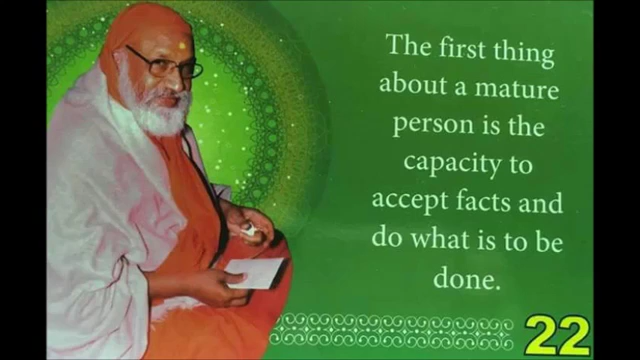 The first thing
about a mature
person is the
capacity to
accept facts and
do what is to be
done.
22